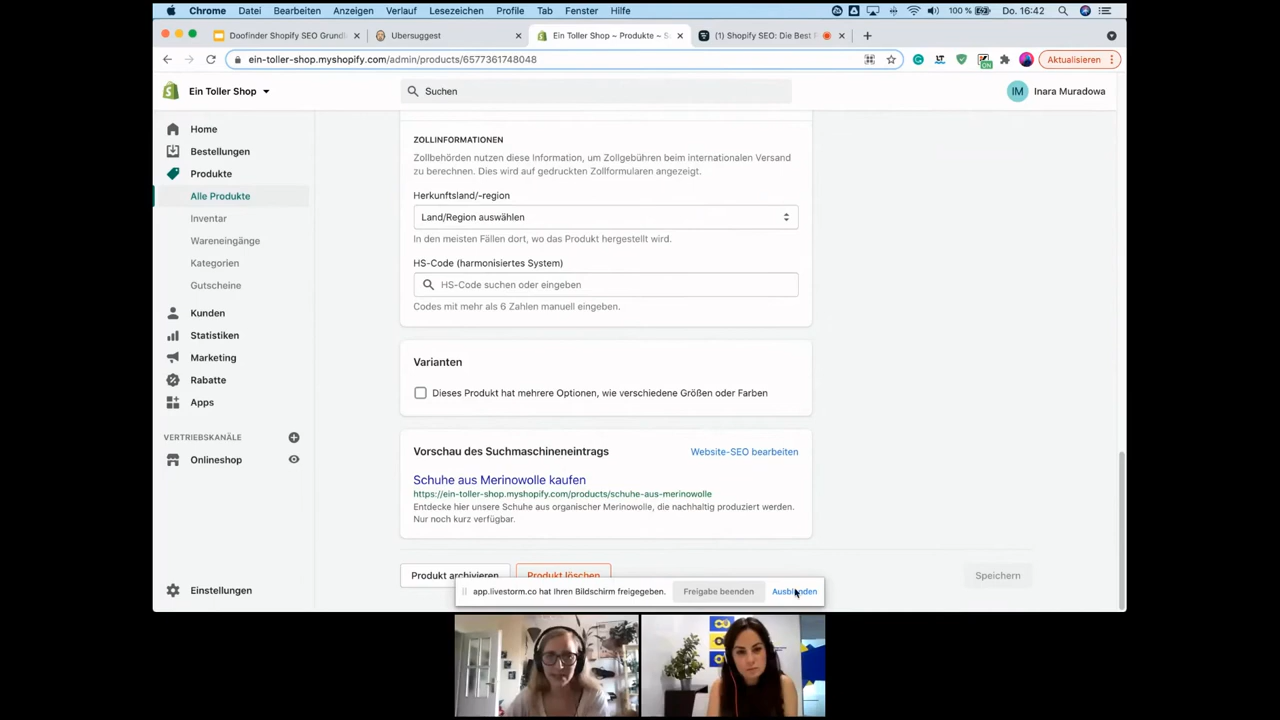 Chrome Datei Bearbeiten Anzeigen Verlauf Lesezeichen Profile Tab Fenster Hilfe 100 % Do. 16:42
Doofinder Shopify SEO Grundl
Ubersuggest
Ein Toller Shop ~ Produkte ~ S
(1) Shopify SEO: Die Best P
ein-toller-shop.myshopify.com/admin/products/6577361748048
Aktualisieren
Ein Toller Shop
Suchen
IM Inara Muradowa
Home
Bestellungen
Produkte
Alle Produkte
Inventar
Wareneingänge
Kategorien
Gutscheine
Kunden
Statistiken
Marketing
Rabatte
Apps
VERTRIEBSKANÄLE
Onlineshop
Einstellungen
ZOLLINFORMATIONEN
Zollbehörden nutzen diese Information, um Zollgebühren beim internationalen Versand
zu berechnen. Dies wird auf gedruckten Zollformularen angezeigt.
Herkunftsland/-region
Land/Region auswählen
In den meisten Fällen dort, wo das Produkt hergestellt wird.
HS-Code (harmonisiertes System)
HS-Code suchen oder eingeben
Codes mit mehr als 6 Zahlen manuell eingeben.
Varianten
Dieses Produkt hat mehrere Optionen, wie verschiedene Größen oder Farben
Vorschau des Suchmaschineneintrags
Website-SEO bearbeiten
Schuhe aus Merinowolle kaufen
https://ein-toller-shop.myshopify.com/products/schuhe-aus-merinowolle
Entdecke hier unsere Schuhe aus organischer Merinowolle, die nachhaltig produziert werden.
Nur noch kurz verfügbar.
Produkt archivieren
Produkt löschen
Speichern
app.livestorm.co hat Ihren Bildschirm freigegeben.
Freigabe beenden
Ausblenden